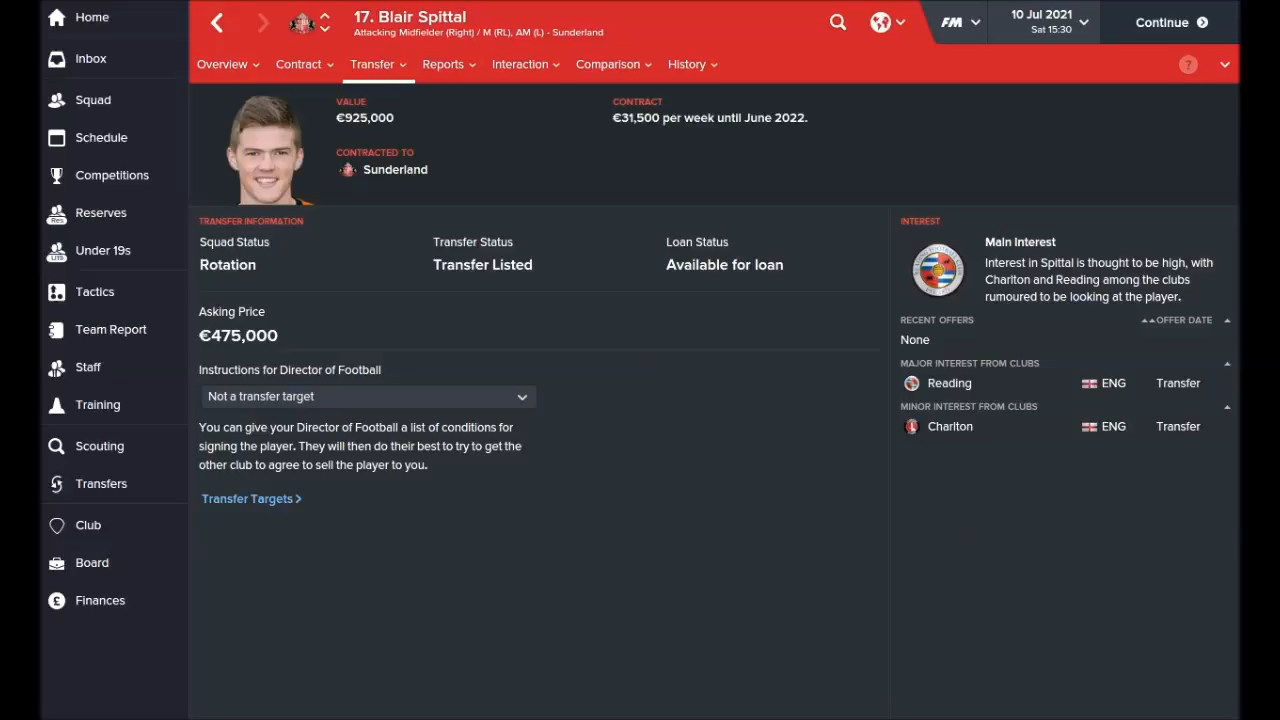 Home
Inbox
Squad
Schedule
Competitions
Reserves
Res
Under 19s
U19
Tactics
Team Report
Staff
Training
Scouting
Transfers
Club
Board
£ Finances
17. Blair Spittal
Attacking Midfielder (Right) / M (RL), AM (L) - Sunderland
FM
10 Jul 2021
Sat 15:30
Continue
Overview Contract Transfer Reports Interaction Comparison History ?
VALUE
€925,000
CONTRACT
€31,500 per week until June 2022.
CONTRACTED TO
Sunderland
TRANSFER INFORMATION
Squad Status Transfer Status Loan Status
Rotation Transfer Listed Available for loan
Asking Price
€475,000
Instructions for Director of Football
Not a transfer target
You can give your Director of Football a list of conditions for
signing the player. They will then do their best to try to get the
other club to agree to sell the player to you.
Transfer Targets >
INTEREST
Main Interest
Interest in Spittal is thought to be high, with
Charlton and Reading among the clubs
rumoured to be looking at the player.
RECENT OFFERS OFFER DATE
None
MAJOR INTEREST FROM CLUBS
Reading ENG Transfer
MINOR INTEREST FROM CLUBS
Charlton ENG Transfer